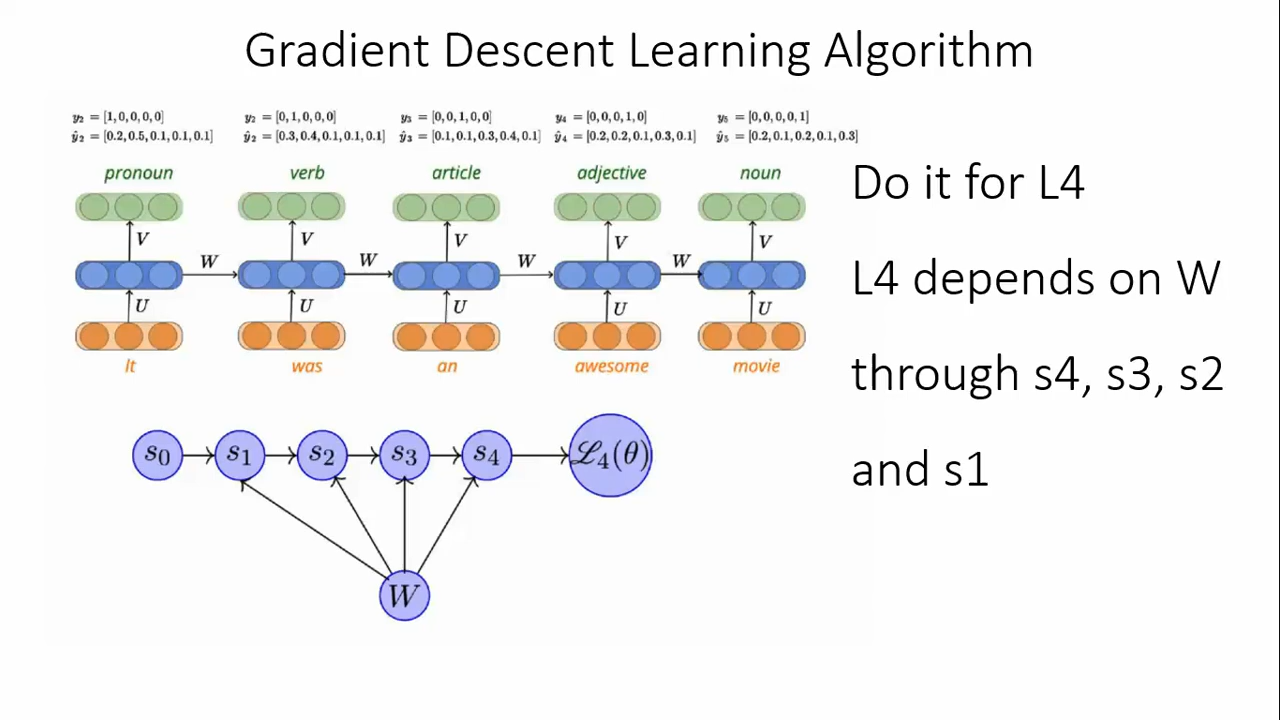 Gradient Descent Learning Algorithm
y₂ = [1,0,0,0,0] y₂ = [0,1,0,0,0] y₃ = [0,0,1,0,0] y₄ = [0,0,0,1,0] y₅ = [0,0,0,0,1]
ŷ₂ = [0.2,0.5,0.1,0.1,0.1] ŷ₂ = [0.3,0.4,0.1,0.1,0.1] ŷ₃ = [0.1,0.1,0.3,0.4,0.1] ŷ₄ = [0.2,0.2,0.1,0.3,0.1] ŷ₅ = [0.2,0.1,0.2,0.1,0.3]
pronoun verb article adjective noun
V V V V V
W W W W
U U U U U
It was an awesome movie
s₀ s₁ s₂ s₃ s₄ ℒ₄(θ)
W
Do it for L4
L4 depends on W
through s4, s3, s2
and s1